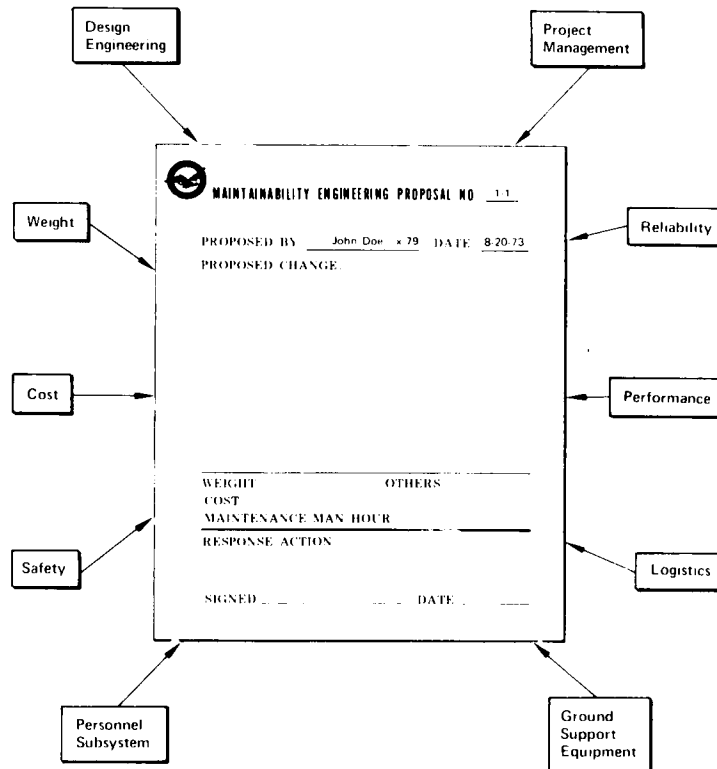 Design
Engineering
Project
Management
MAINTAINABILITY ENGINEERING PROPOSAL NO 1-1
Weight
Reliability
PROPOSED BY John Doe x 79 DATE 8-20-73
PROPOSED CHANGE.
Cost
Performance
WEIGHT OTHERS
COST
MAINTENANCE MAN HOUR
RESPONSE ACTION
Safety
Logistics
SIGNED DATE
Personnel
Subsystem
Ground
Support
Equipment